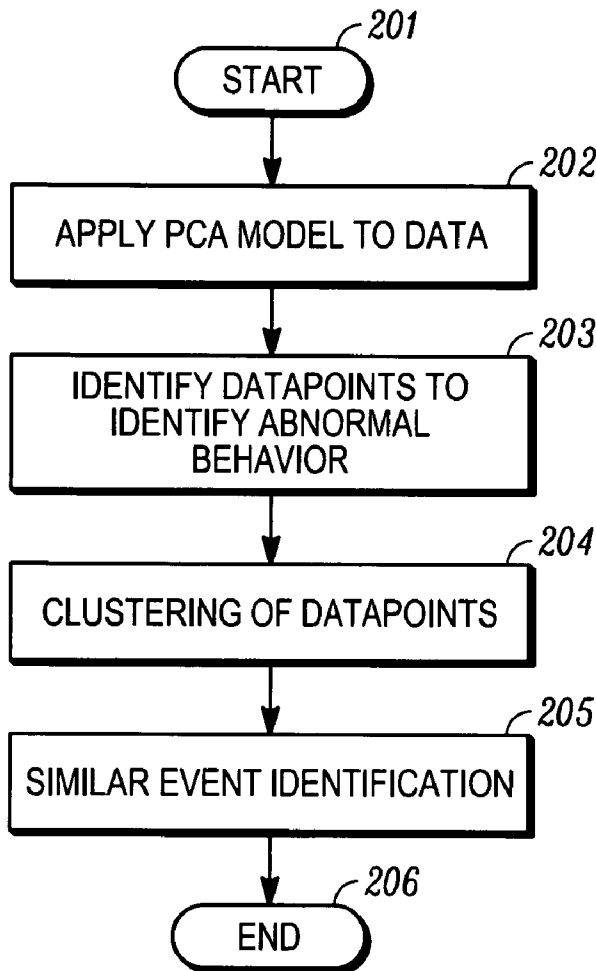 201
START
202
APPLY PCA MODEL TO DATA
203
IDENTIFY DATAPOINTS TO
IDENTIFY ABNORMAL
BEHAVIOR
204
CLUSTERING OF DATAPOINTS
205
SIMILAR EVENT IDENTIFICATION
206
END